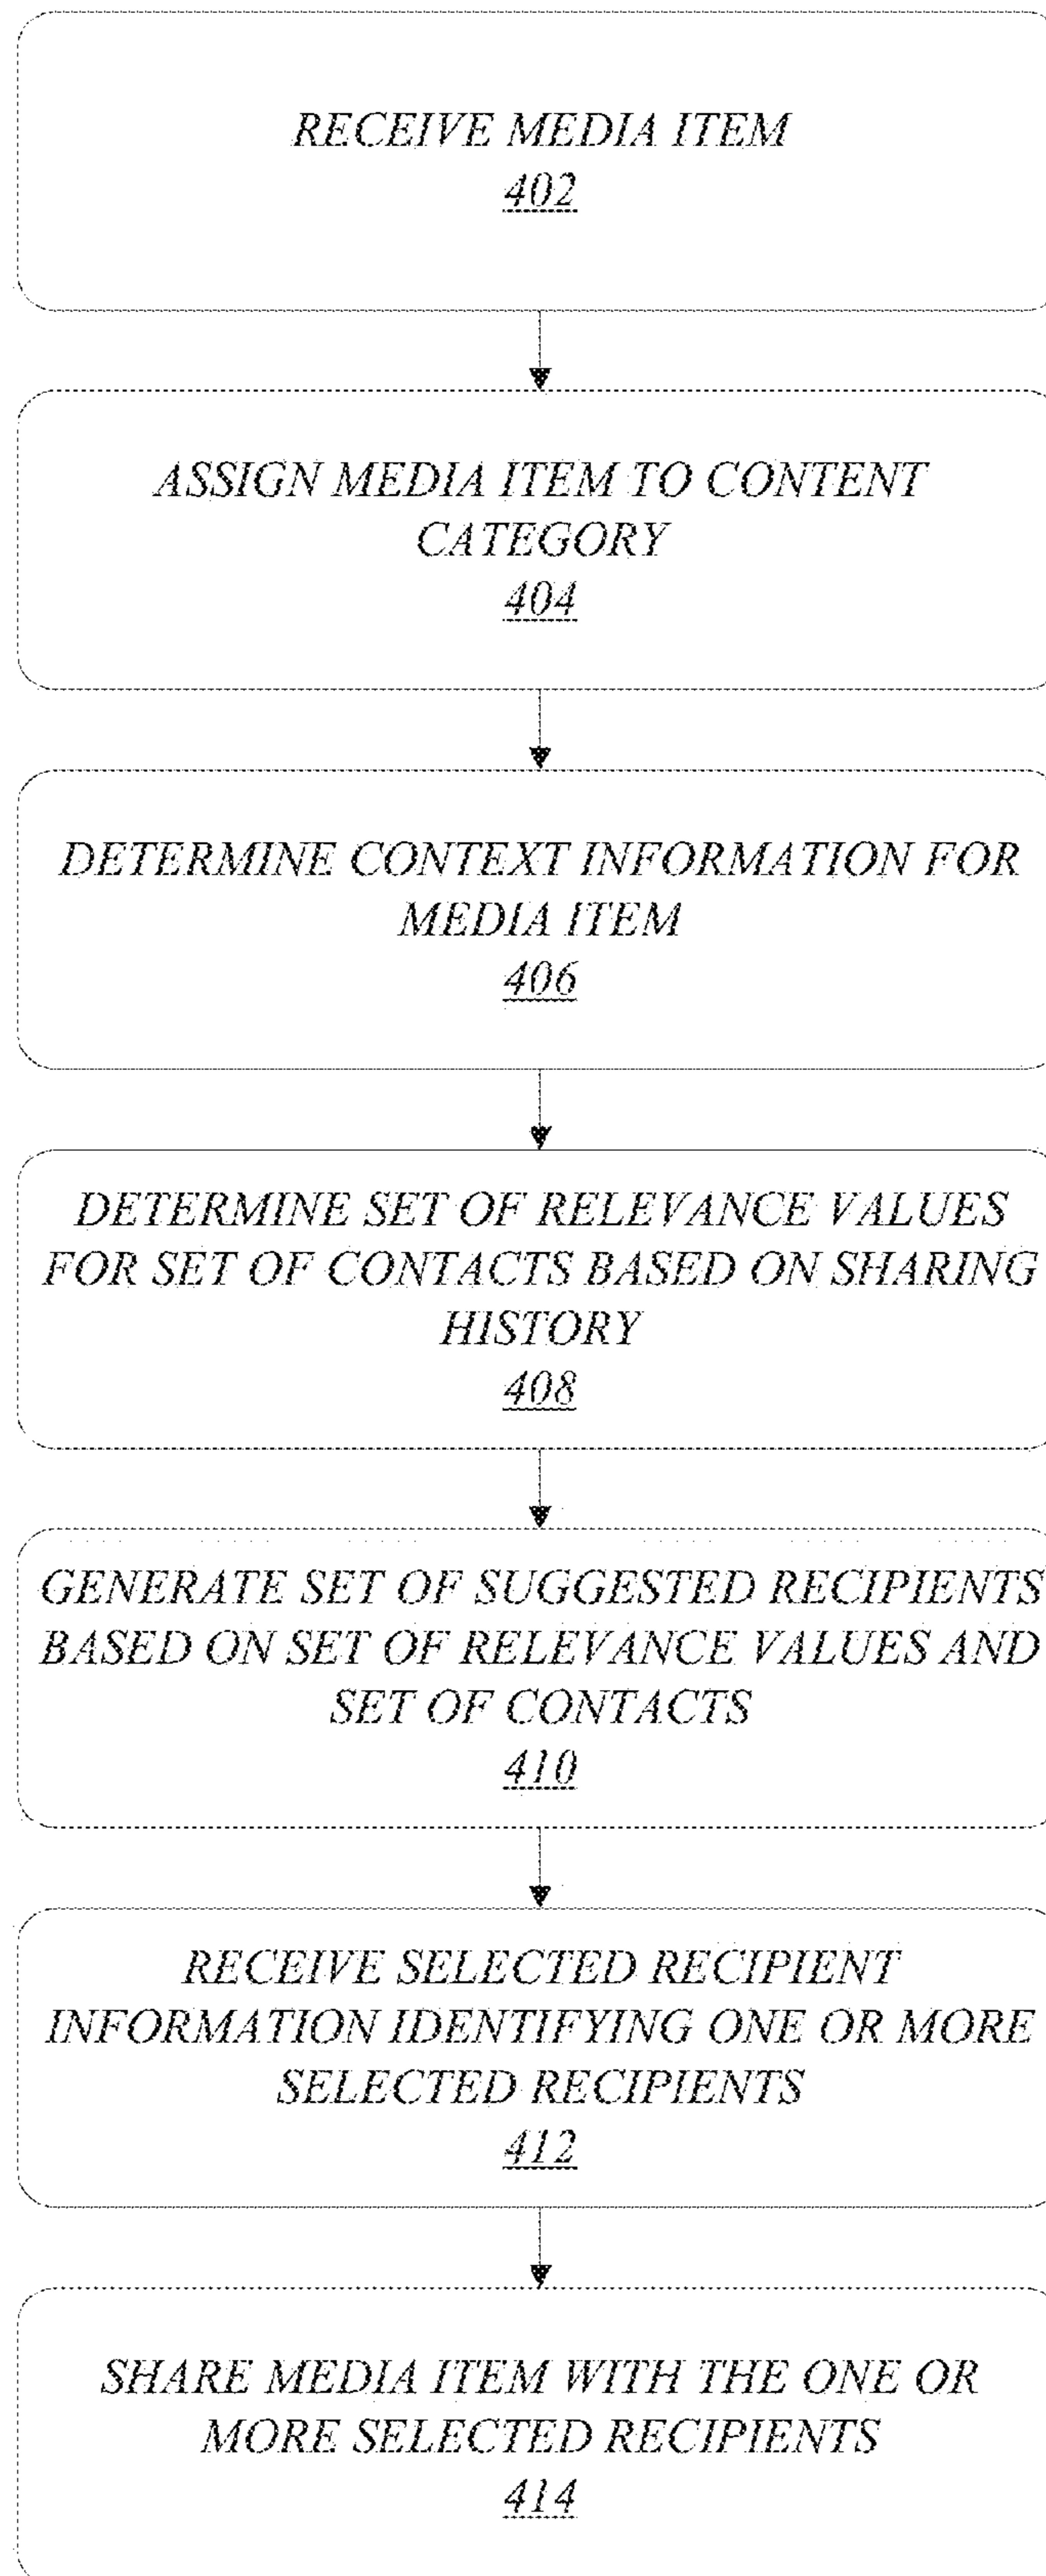 RECEIVE MEDIA ITEM
402
ASSIGN MEDIA ITEM TO CONTENT
CATEGORY
404
DETERMINE CONTEXT INFORMATION FOR
MEDIA ITEM
406
DETERMINE SET OF RELEVANCE VALUES
FOR SET OF CONTACTS BASED ON SHARING
HISTORY
408
GENERATE SET OF SUGGESTED RECIPIENTS
BASED ON SET OF RELEVANCE VALUES AND
SET OF CONTACTS
410
RECEIVE SELECTED RECIPIENT
INFORMATION IDENTIFYING ONE OR MORE
SELECTED RECIPIENTS
412
SHARE MEDIA ITEM WITH THE ONE OR
MORE SELECTED RECIPIENTS
414